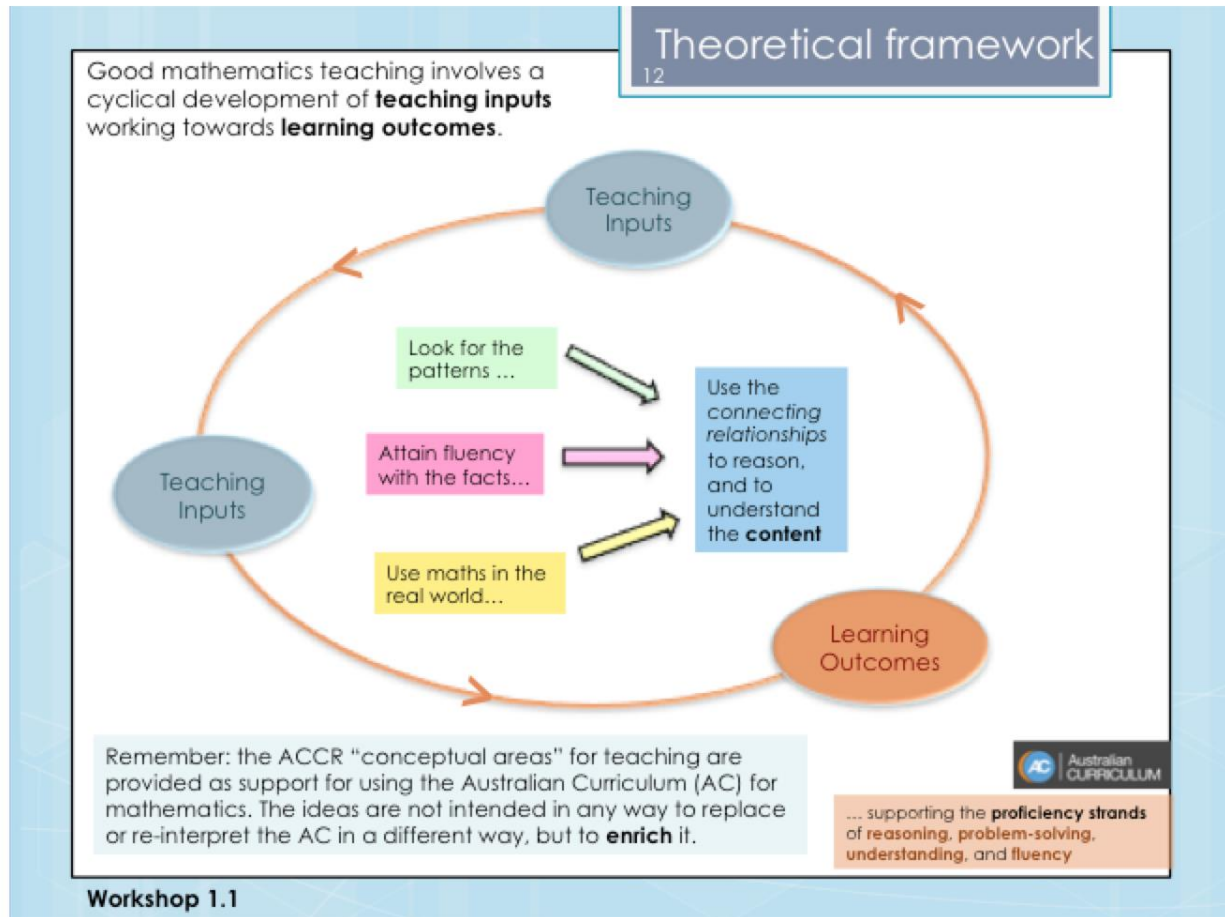 Theoretical framework
12
Good mathematics teaching involves a
cyclical development of teaching inputs
working towards learning outcomes.
Teaching
Inputs
Look for the
patterns …
Use the
connecting
relationships
to reason,
and to
understand
the content
Attain fluency
with the facts…
Teaching
Inputs
Use maths in the
real world…
Learning
Outcomes
Remember: the ACCR “conceptual areas” for teaching are
provided as support for using the Australian Curriculum (AC) for
mathematics. The ideas are not intended in any way to replace
or re-interpret the AC in a different way, but to enrich it.
AC
Australian
CURRICULUM
… supporting the proficiency strands
of reasoning, problem-solving,
understanding, and fluency
Workshop 1.1